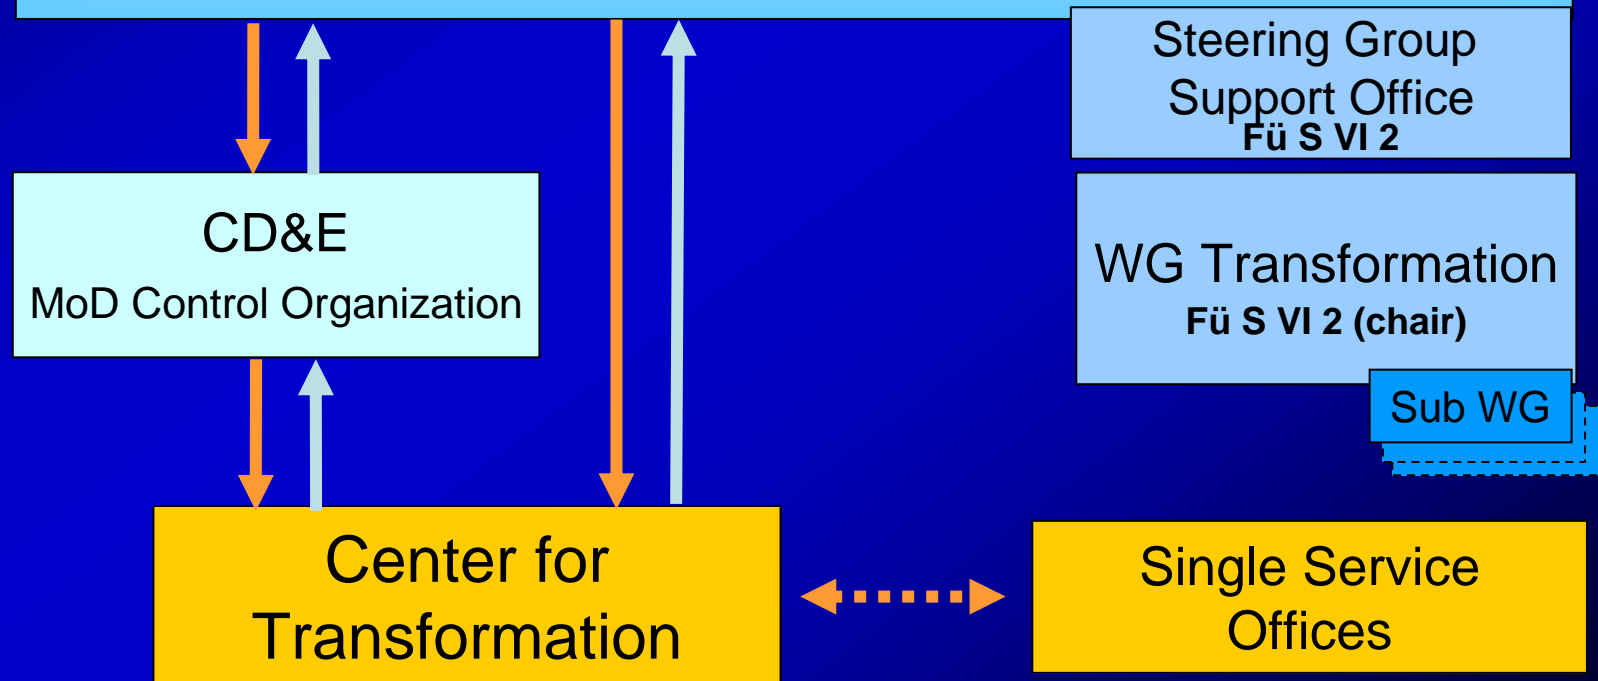 Steering Group
Support Office
Fü S VI 2
CD&E
MoD Control Organization
WG Transformation
Fü S VI 2 (chair)
Sub WG
Center for
Transformation
Single Service
Offices